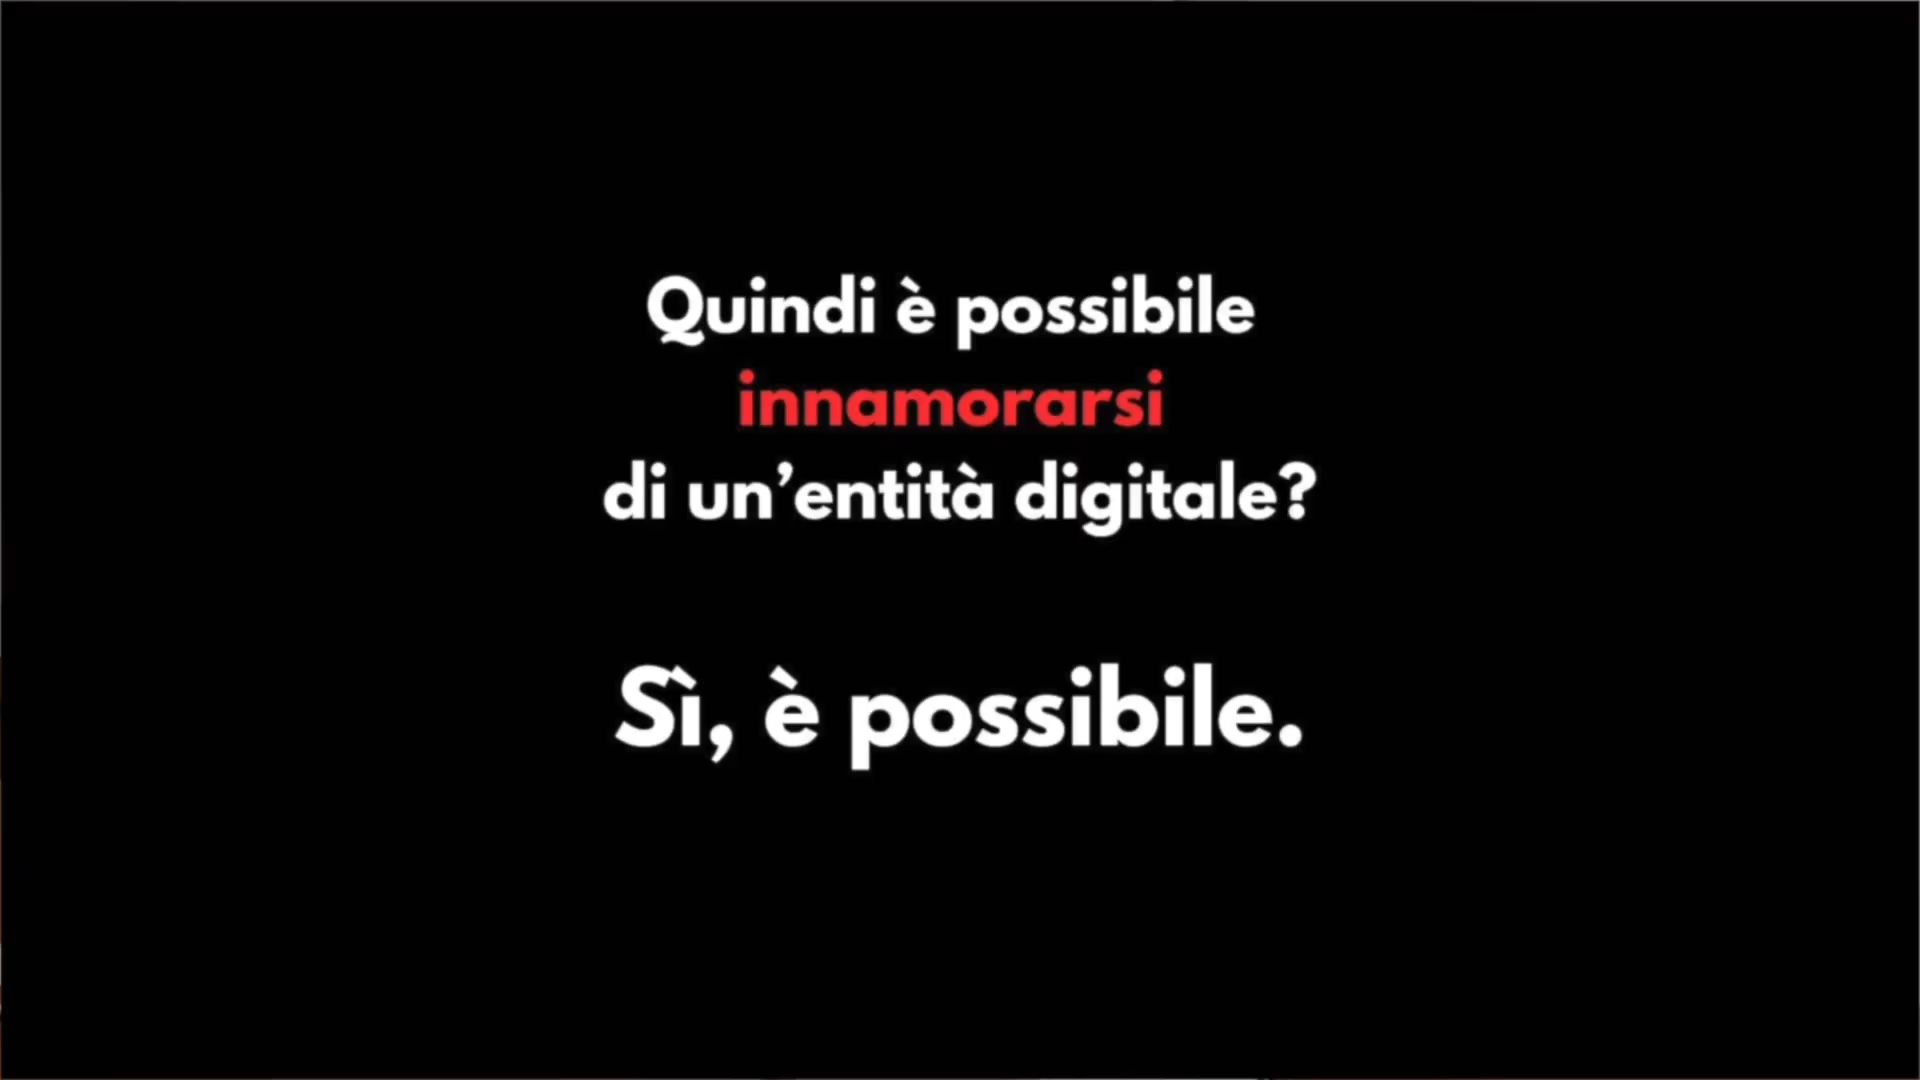 Quindi è possibile
innamorarsi
di un’entità digitale?
Sì, è possibile.